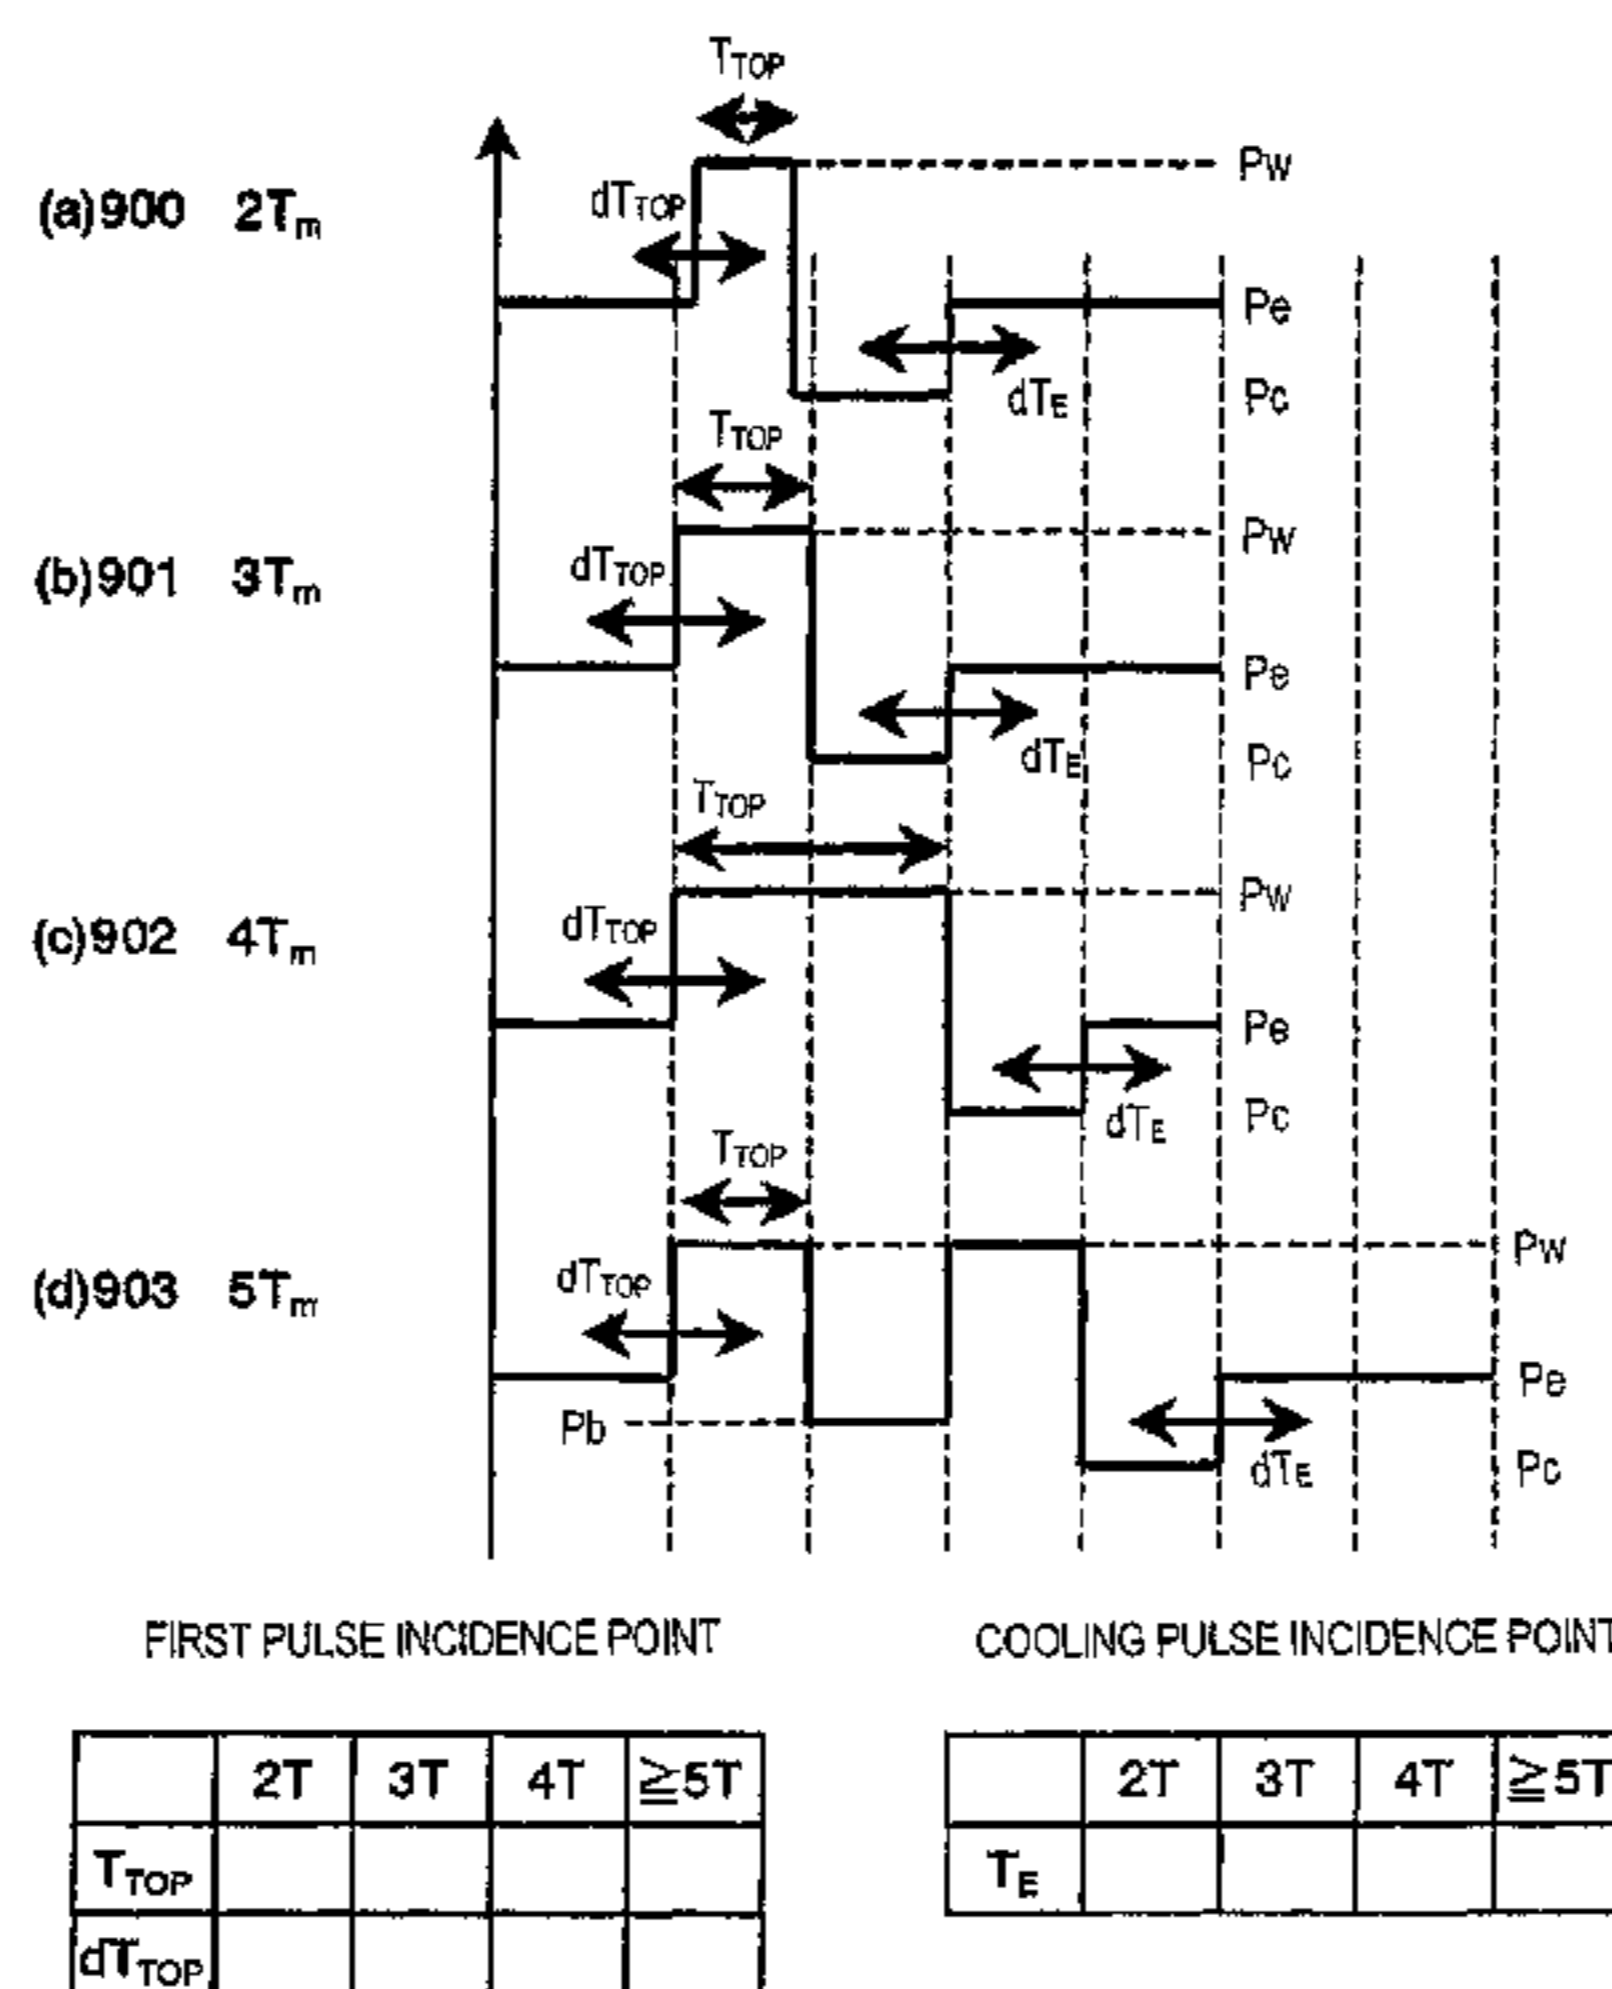 TTOP
Pw
(a)900 2Tm
dTTOP
Pe
dTE
Pc
TTOP
Pw
(b)901 3Tm
dTTOP
Pe
dTE
Pc
TTOP
Pw
(c)902 4Tm
dTTOP
Pe
dTE
Pc
TTOP
Pw
(d)903 5Tm
dTTOP
Pe
Pb
dTE
Pc
FIRST PULSE INCIDENCE POINT
COOLING PULSE INCIDENCE POINT
2T 3T 4T ≧5T
TTOP
dTTOP
2T 3T 4T ≧5T
TE